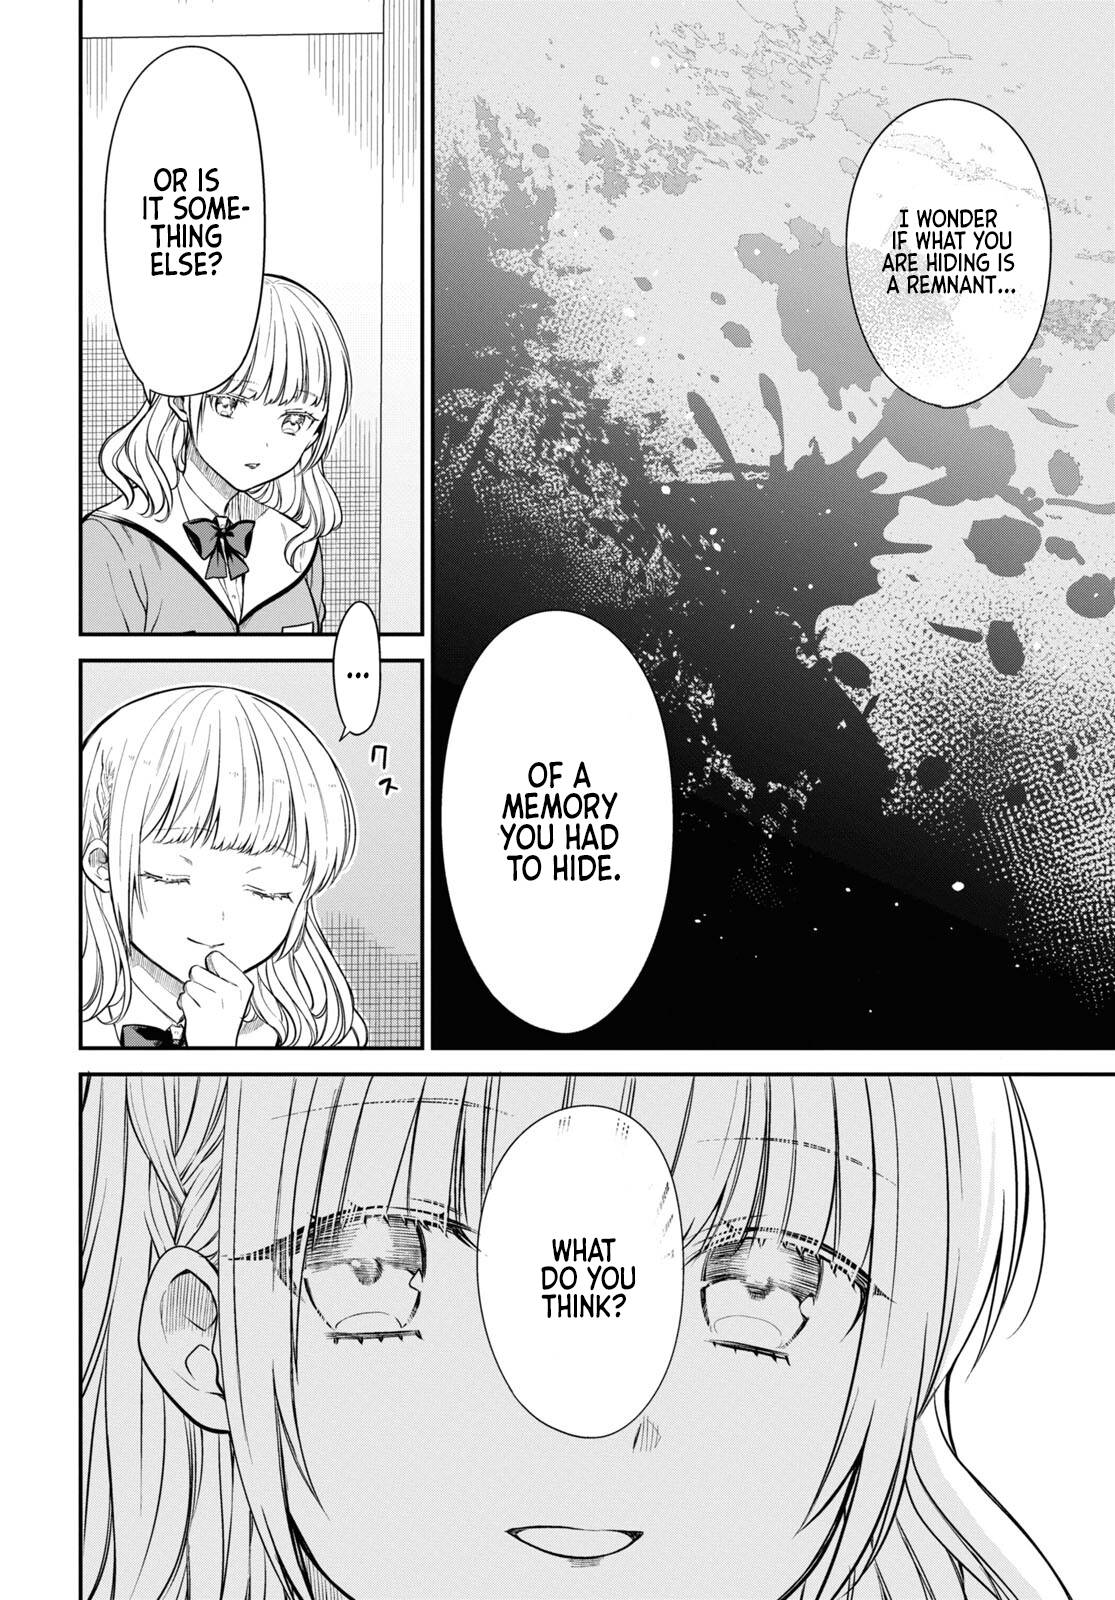 I WONDER
IF WHAT YOU
ARE HIDING IS
A REMNANT...
OF A
MEMORY
YOU HAD
TO HIDE.
OR IS
IT SOME-
THING
ELSE?
...
クス
WHAT
DO YOU
THINK?